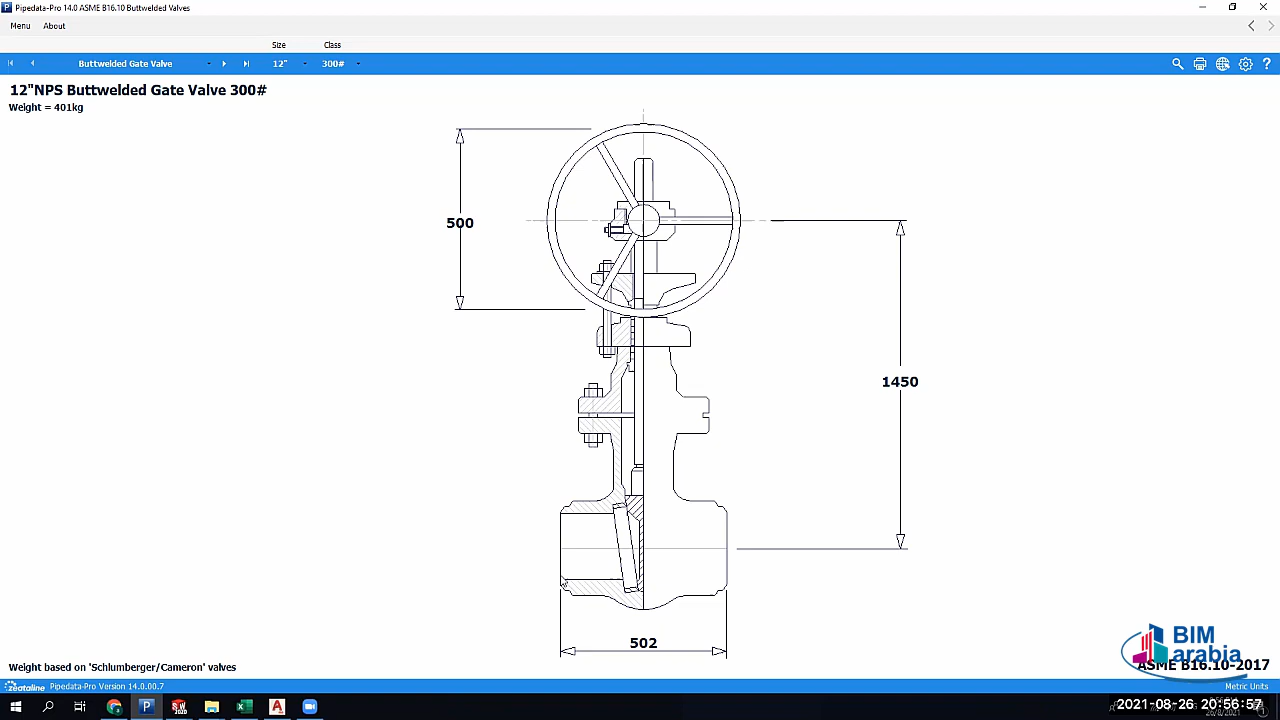 Pipedata-Pro 14.0 ASME B16.10 Buttwelded Valves
Menu About
Size Class
Buttwelded Gate Valve 12" 300#
12"NPS Buttwelded Gate Valve 300#
Weight = 401kg
500
1450
502
BIM
arabia
Weight based on 'Schlumberger/Cameron' valves
ASME B16.10-2017
Zeataline Pipedata-Pro Version 14.0.00.7
Metric Units
2021-08-26 20:56:57